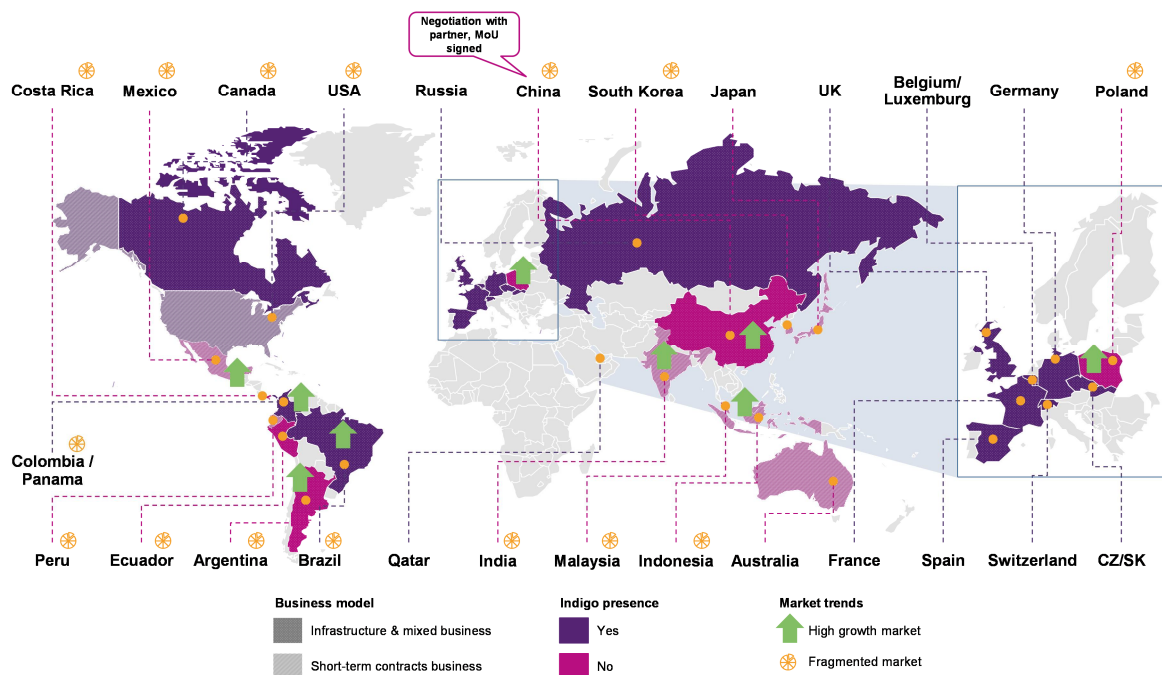 Negotiation with
partner, MoU
signed
Costa Rica
Mexico
Canada
USA
Russia
China
South Korea
Japan
UK
Belgium/
Luxemburg
Germany
Poland
Colombia /
Panama
Peru
Ecuador
Argentina
Brazil
Qatar
India
Malaysia
Indonesia
Australia
France
Spain
Switzerland
CZ/SK
Business model
Infrastructure & mixed business
Short-term contracts business
Indigo presence
Yes
No
Market trends
High growth market
Fragmented market